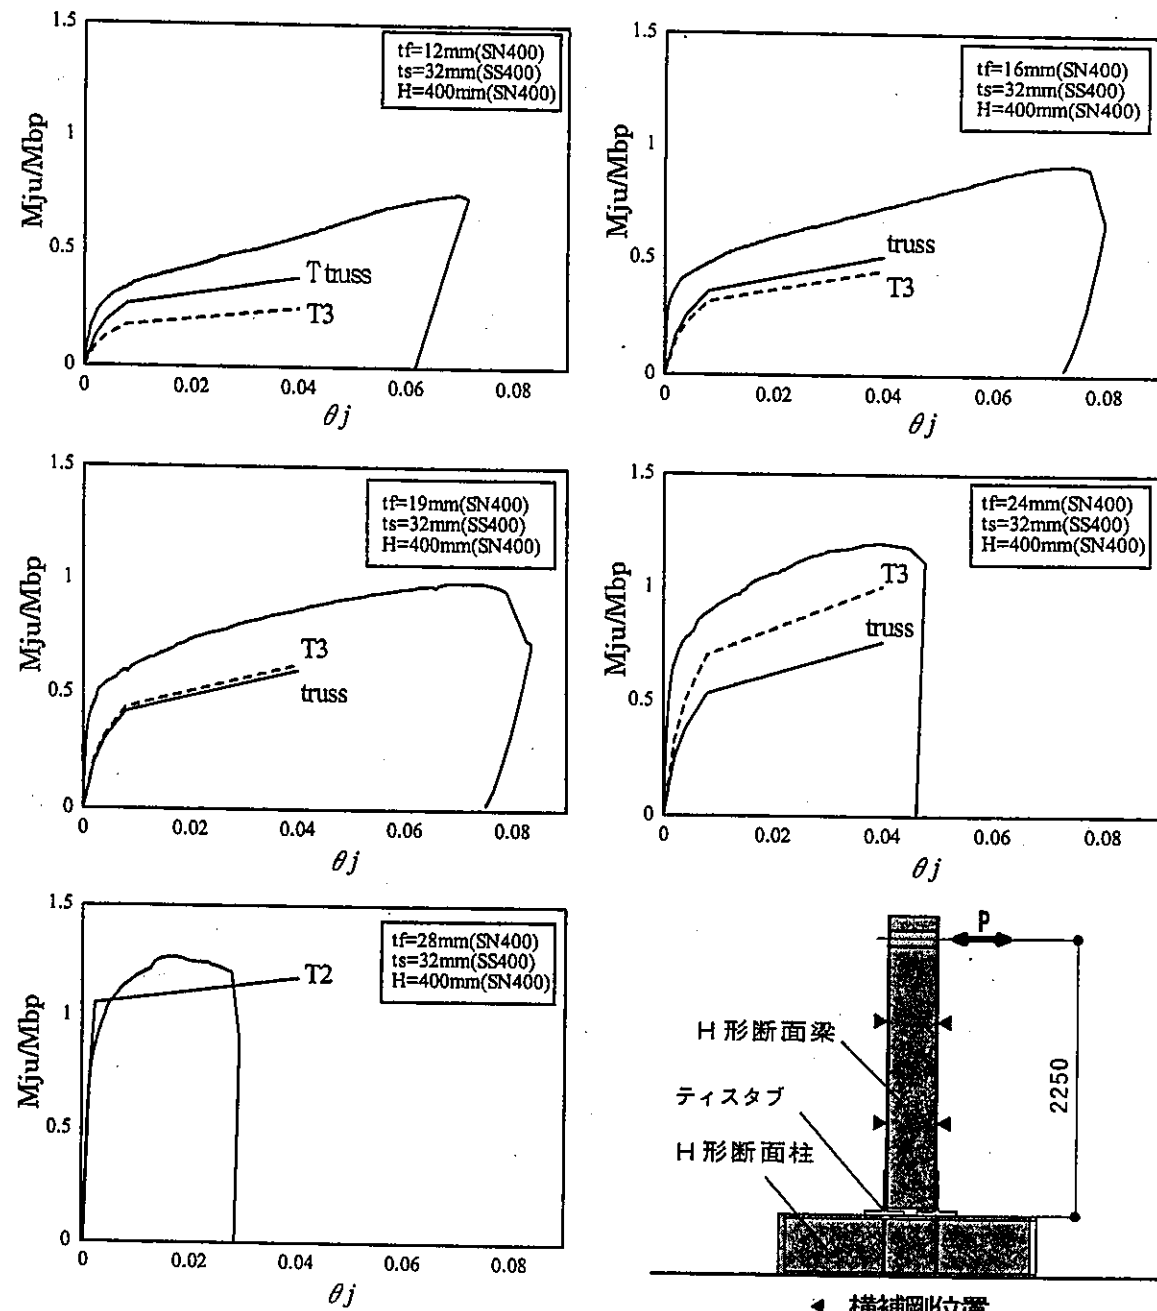 1.5
1
0.5
0
Mju/Mbp
tf=12mm(SN400)
ts=32mm(SS400)
H=400mm(SN400)
T truss
T3
0 0.02 0.04 0.06 0.08
θj
1.5
1
0.5
0
Mju/Mbp
tf=16mm(SN400)
ts=32mm(SS400)
H=400mm(SN400)
truss
T3
0 0.02 0.04 0.06 0.08
θj
1.5
1
0.5
0
Mju/Mbp
tf=19mm(SN400)
ts=32mm(SS400)
H=400mm(SN400)
T3
truss
0 0.02 0.04 0.06 0.08
θj
1.5
1
0.5
0
Mju/Mbp
tf=24mm(SN400)
ts=32mm(SS400)
H=400mm(SN400)
T3
truss
0 0.02 0.04 0.06 0.08
θj
1.5
1
0.5
0
Mju/Mbp
tf=28mm(SN400)
ts=32mm(SS400)
H=400mm(SN400)
T2
0 0.02 0.04 0.06 0.08
θj
P
H形断面梁
ティスタブ
H形断面柱
2250
◀ 横補剛位置